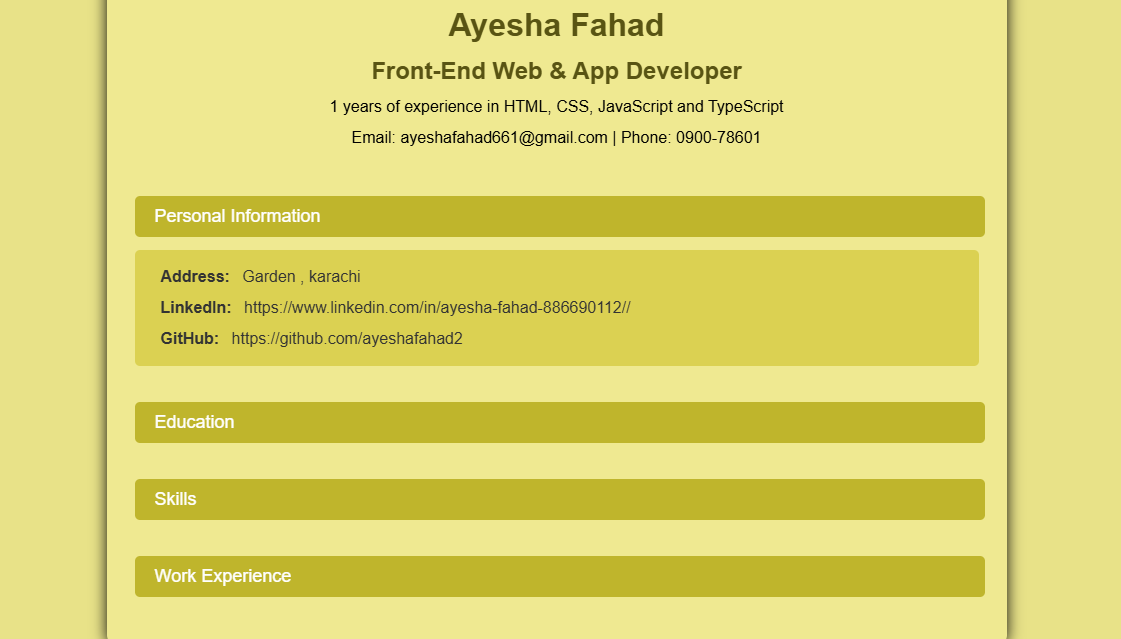 Ayesha Fahad
Front-End Web & App Developer
1 years of experience in HTML, CSS, JavaScript and TypeScript
Email: ayeshafahad661@gmail.com | Phone: 0900-78601
Personal Information
Address: Garden , karachi
LinkedIn: https://www.linkedin.com/in/ayesha-fahad-886690112//
GitHub: https://github.com/ayeshafahad2
Education
Skills
Work Experience